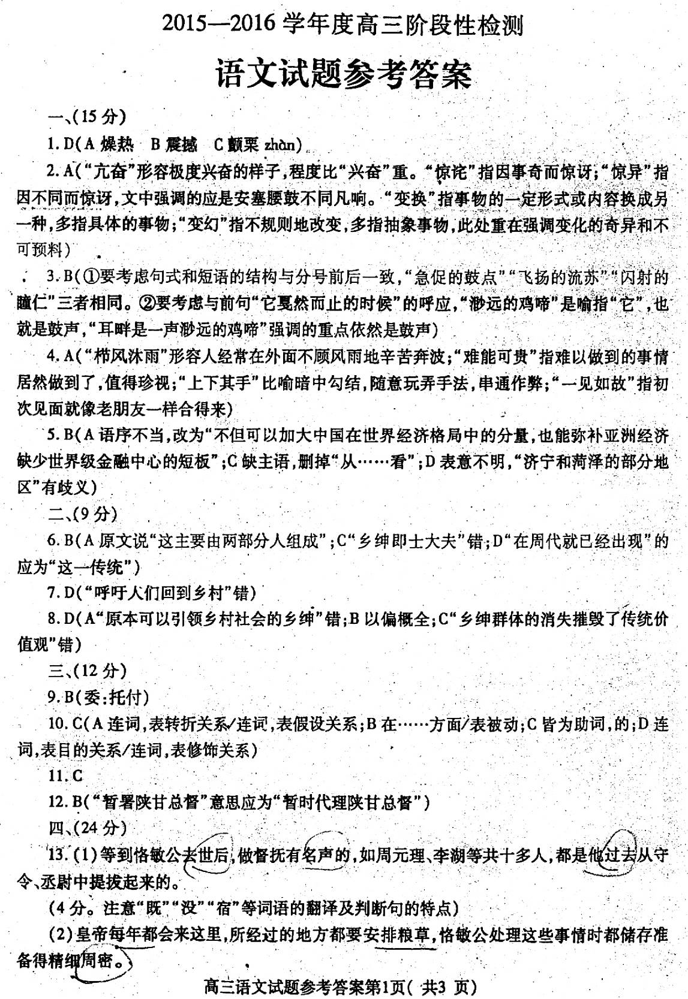 2015—2016 学年度高三阶段性检测
语文试题参考答案
一、(15 分)
1. D(A 燥热　B 震撼　C 颤栗 zhàn)。
2. A(“亢奋”形容极度兴奋的样子,程度比“兴奋”重。“惊诧”指因事奇而惊讶;“惊异”指
因不同而惊讶,文中强调的应是安塞腰鼓不同凡响。“变换”指事物的一定形式或内容换成另
一种,多指具体的事物;“变幻”指不规则地改变,多指抽象事物,此处重在强调变化的奇异和不
可预料)
3. B(①要考虑句式和短语的结构与分号前后一致,“急促的鼓点”“飞扬的流苏”“闪射的
瞳仁”三者相同。②要考虑与前句“它戛然而止的时候”的呼应,“渺远的鸡啼”是喻指“它”,也
就是鼓声,“耳畔是一声渺远的鸡啼”强调的重点依然是鼓声)
4. A(“栉风沐雨”形容人经常在外面不顾风雨地辛苦奔波;“难能可贵”指难以做到的事情
居然做到了,值得珍视;“上下其手”比喻暗中勾结,随意玩弄手法,串通作弊;“一见如故”指初
次见面就像老朋友一样合得来)
5. B(A 语序不当,改为“不但可以加大中国在世界经济格局中的分量,也能弥补亚洲经济
缺少世界级金融中心的短板”;C 缺主语,删掉“从……看”;D 表意不明,“济宁和菏泽的部分地
区”有歧义)
二、(9 分)
6. B(A 原文说“这主要由两部分人组成”;C“乡绅即士大夫”错;D“在周代就已经出现”的
应为“这一传统”)
7. D(“呼吁人们回到乡村”错)
8. D(A“原本可以引领乡村社会的乡绅”错;B 以偏概全;C“乡绅群体的消失摧毁了传统价
值观”错)
三、(12 分)
9. B(委:托付)
10. C(A 连词,表转折关系/连词,表假设关系;B 在……方面/表被动;C 皆为助词,的;D 连
词,表目的关系/连词,表修饰关系)
11. C
12. B(“暂署陕甘总督”意思应为“暂时代理陕甘总督”)
四、(24 分)
13. (1)等到恪敏公去世后,做督抚有名声的,如周元理、李湖等共十多人,都是他过去从守
令、丞尉中提拔起来的。
(4 分。注意“既”“没”“宿”等词语的翻译及判断句的特点)
(2)皇帝每年都会来这里,所经过的地方都要安排粮草,恪敏公处理这些事情时都储存准
备得精细周密。
高三语文试题参考答案第1页( 共3 页)